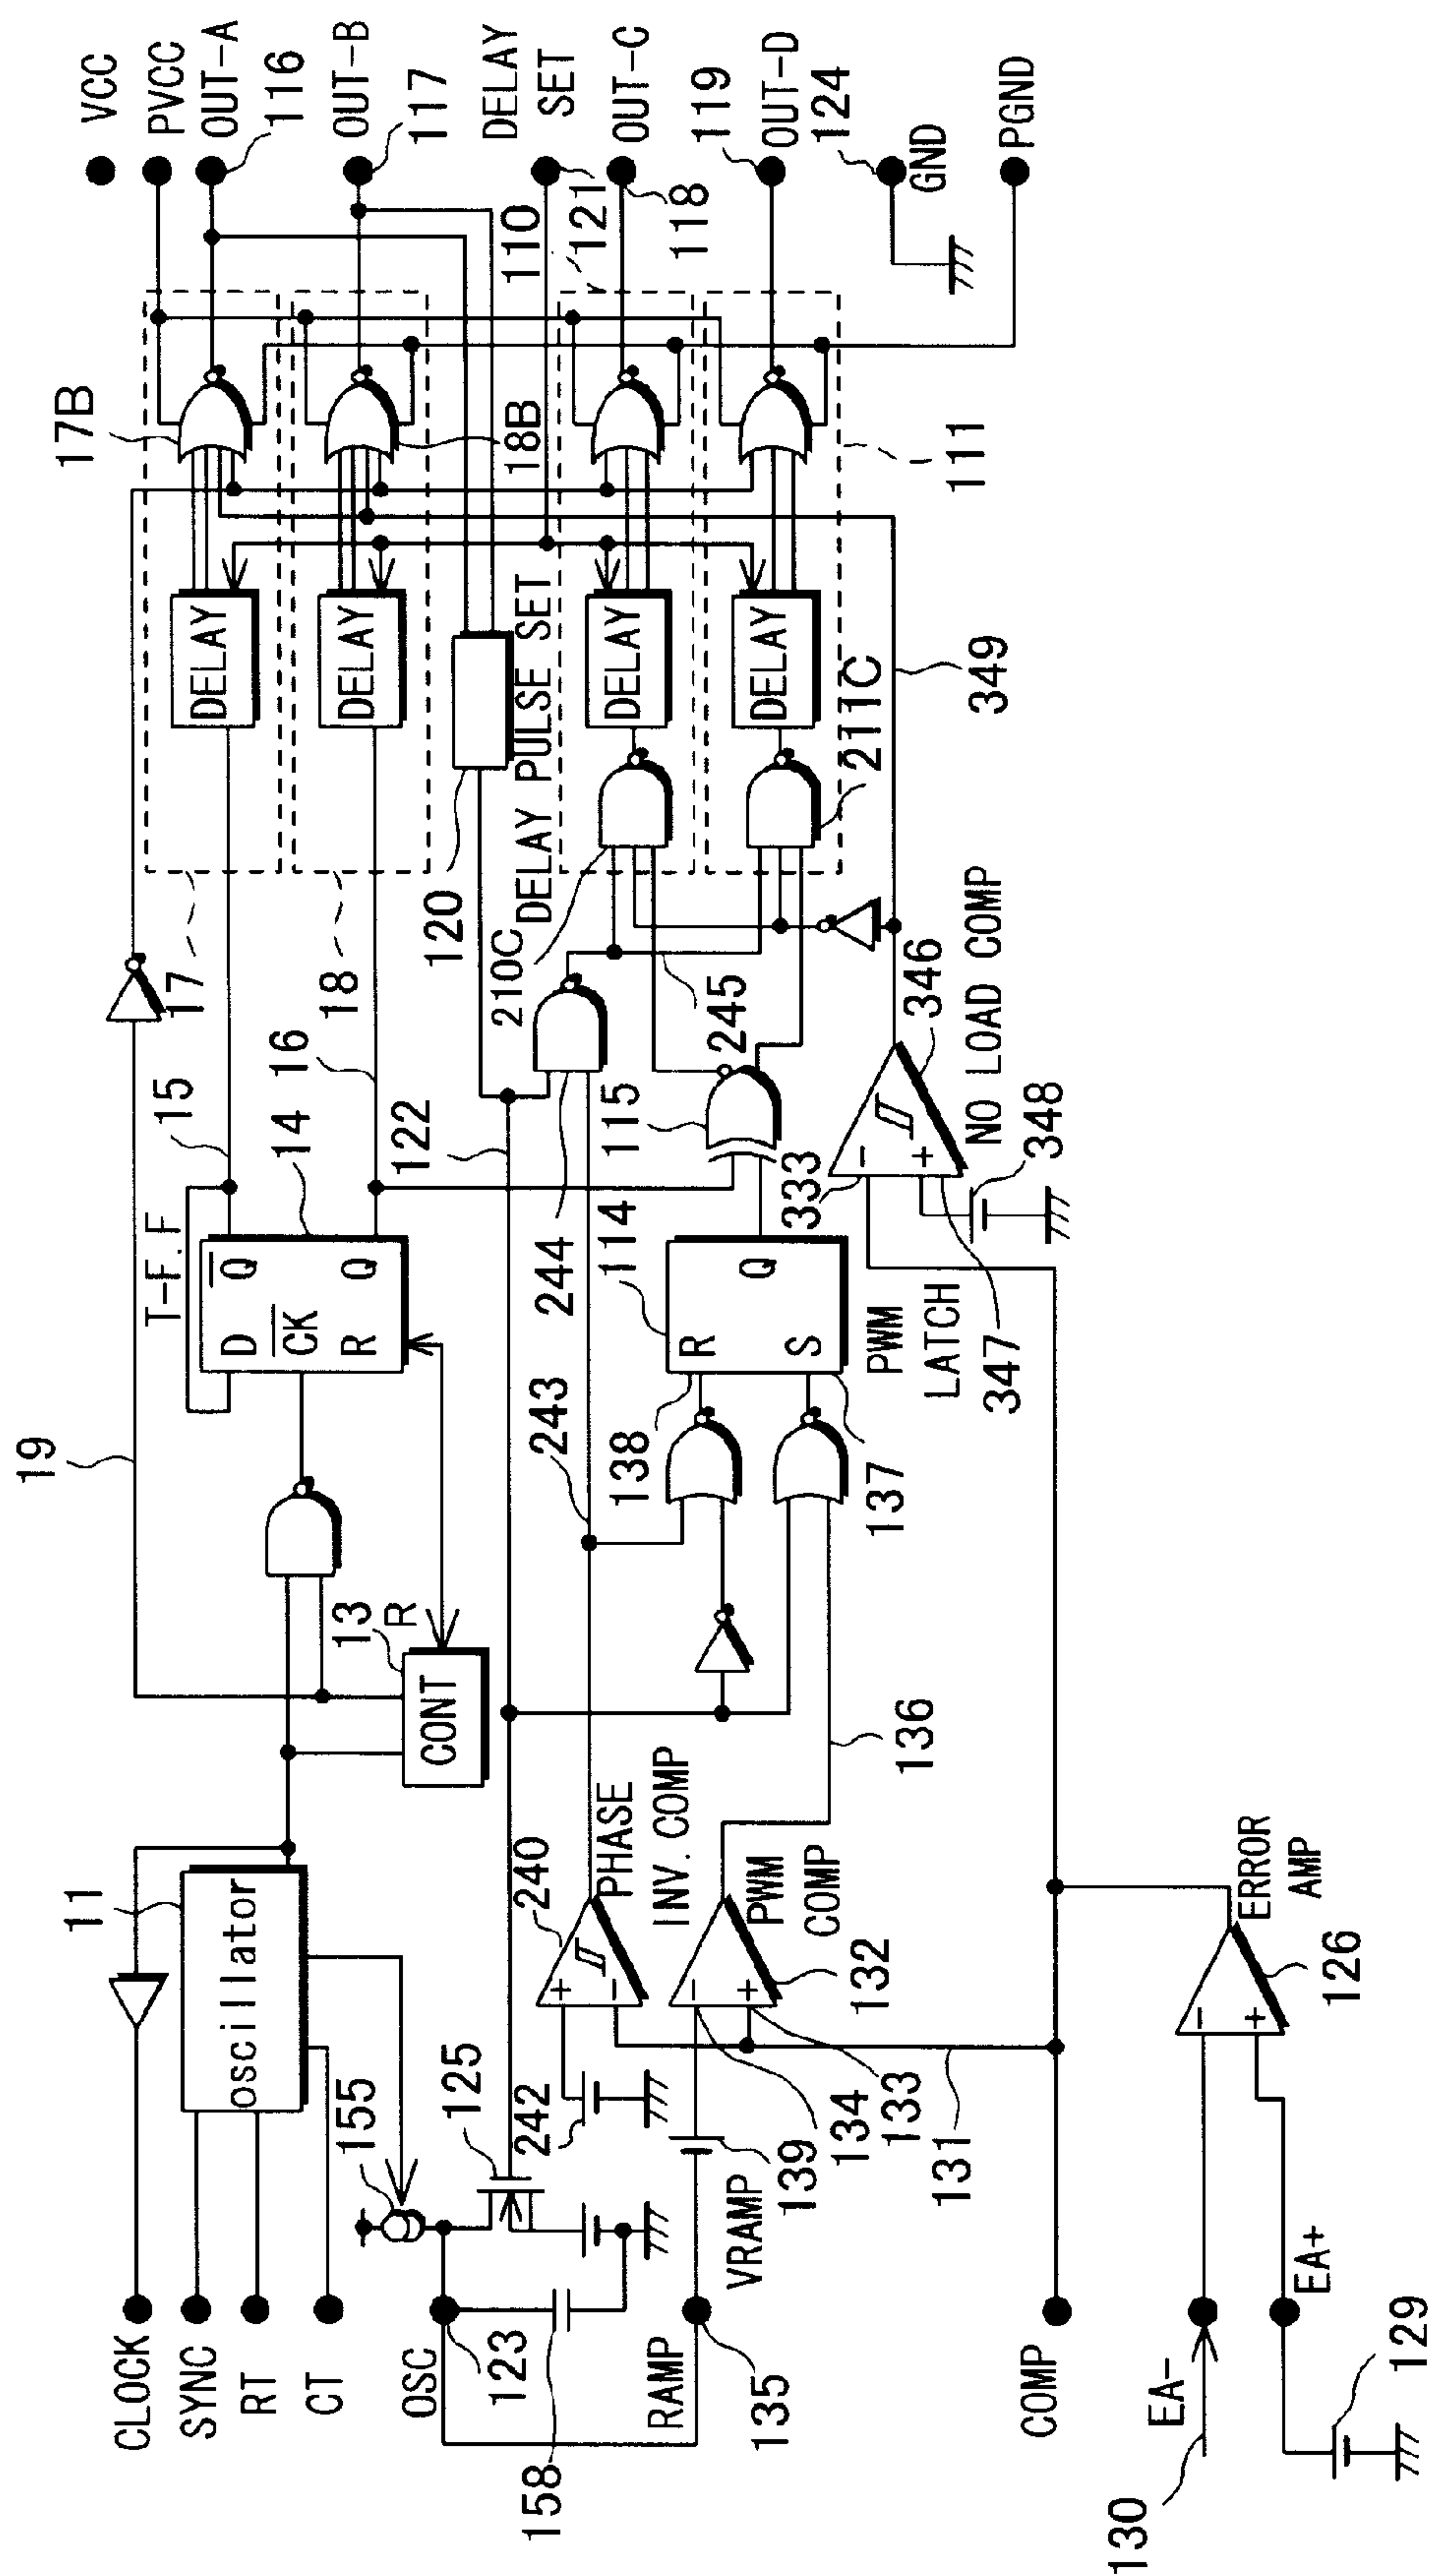 CLOCK
SYNC
RT
CT
OSC
123
158
RAMP
135
COMP
EA-
130
EA+
129
11
oscillator
155
125
242
VRAMP
139
134
133
131
240
PHASE
INV. COMP
PWM
COMP
132
136
ERROR
AMP
126
+
-
-
+
-
+
19
13
R
CONT
T-F.F
D
Q
CK
R
Q
14
15
16
122
243
244
138
137
114
R
S
Q
PWM
LATCH
347
115
333
-
+
346
NO LOAD COMP
348
349
245
210C
211C
17
18
120
DELAY PULSE SET
DELAY
DELAY
DELAY
DELAY
17B
18B
110
111
VCC
PVCC
OUT-A
116
OUT-B
117
DELAY
SET
121
OUT-C
118
OUT-D
119
124
GND
PGND